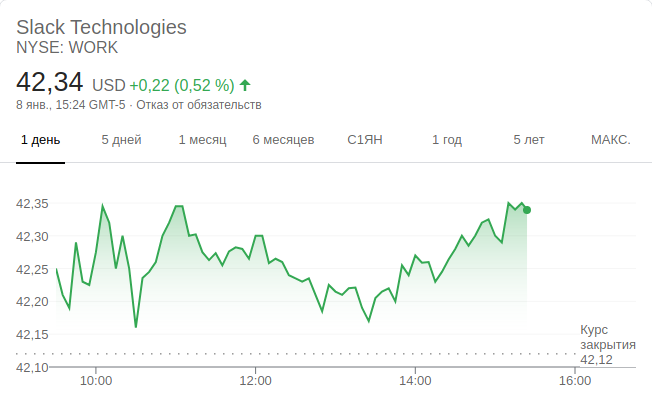 Slack Technologies
NYSE: WORK
42,34 USD +0,22 (0,52 %)
8 янв., 15:24 GMT-5 · Отказ от обязательств
1 день 5 дней 1 месяц 6 месяцев С1ЯН 1 год 5 лет МАКС.
42,35
42,30
42,25
42,20
42,15
42,10
Курс
закрытия
42,12
10:00 12:00 14:00 16:00